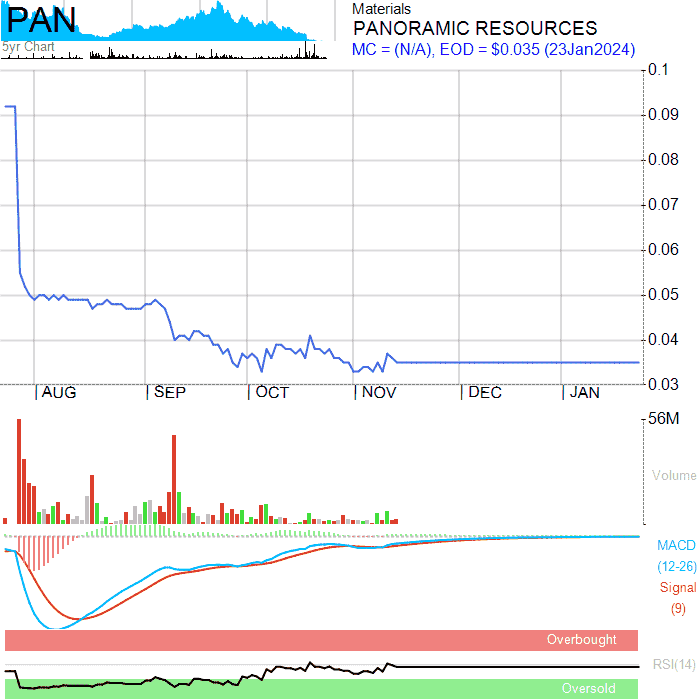 PAN
5yr Chart
Materials
PANORAMIC RESOURCES
MC = (N/A), EOD = $0.035 (23Jan2024)
0.1
0.09
0.08
0.07
0.06
0.05
0.04
0.03
AUG SEP OCT NOV DEC JAN
56M
Volume
MACD
(12-26)
Signal
(9)
Overbought
RSI(14)
Oversold